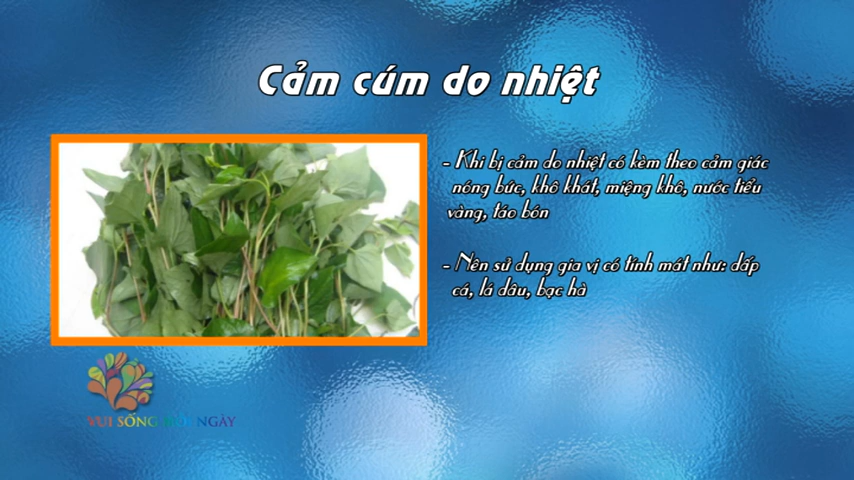 Cảm cúm do nhiệt
- Khi bị cảm do nhiệt có kèm theo cảm giác
nóng bức, khô khát, miệng khô, nước tiểu
vàng, táo bón
- Nên sử dụng gia vị có tính mát như: dấp
cá, lá dâu, bạc hà
VUI SỐNG MỖI NGÀY